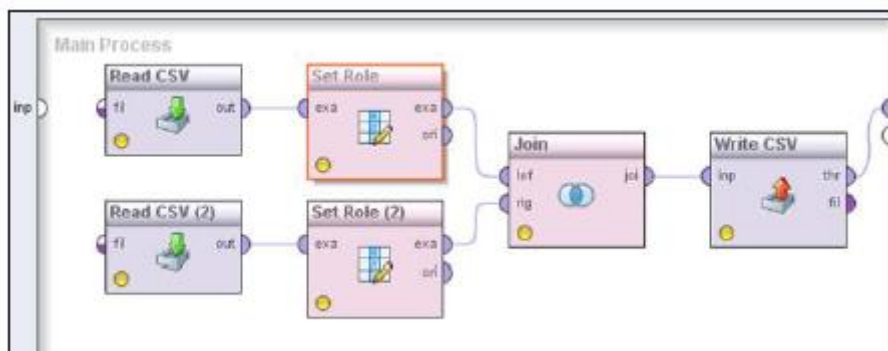 Main Process
Read CSV
Set Role
inp
fil
out
exa
exa
ori
Join
Write CSV
lef
joi
inp
thr
rig
fil
Read CSV (2)
Set Role (2)
fil
out
exa
exa
ori